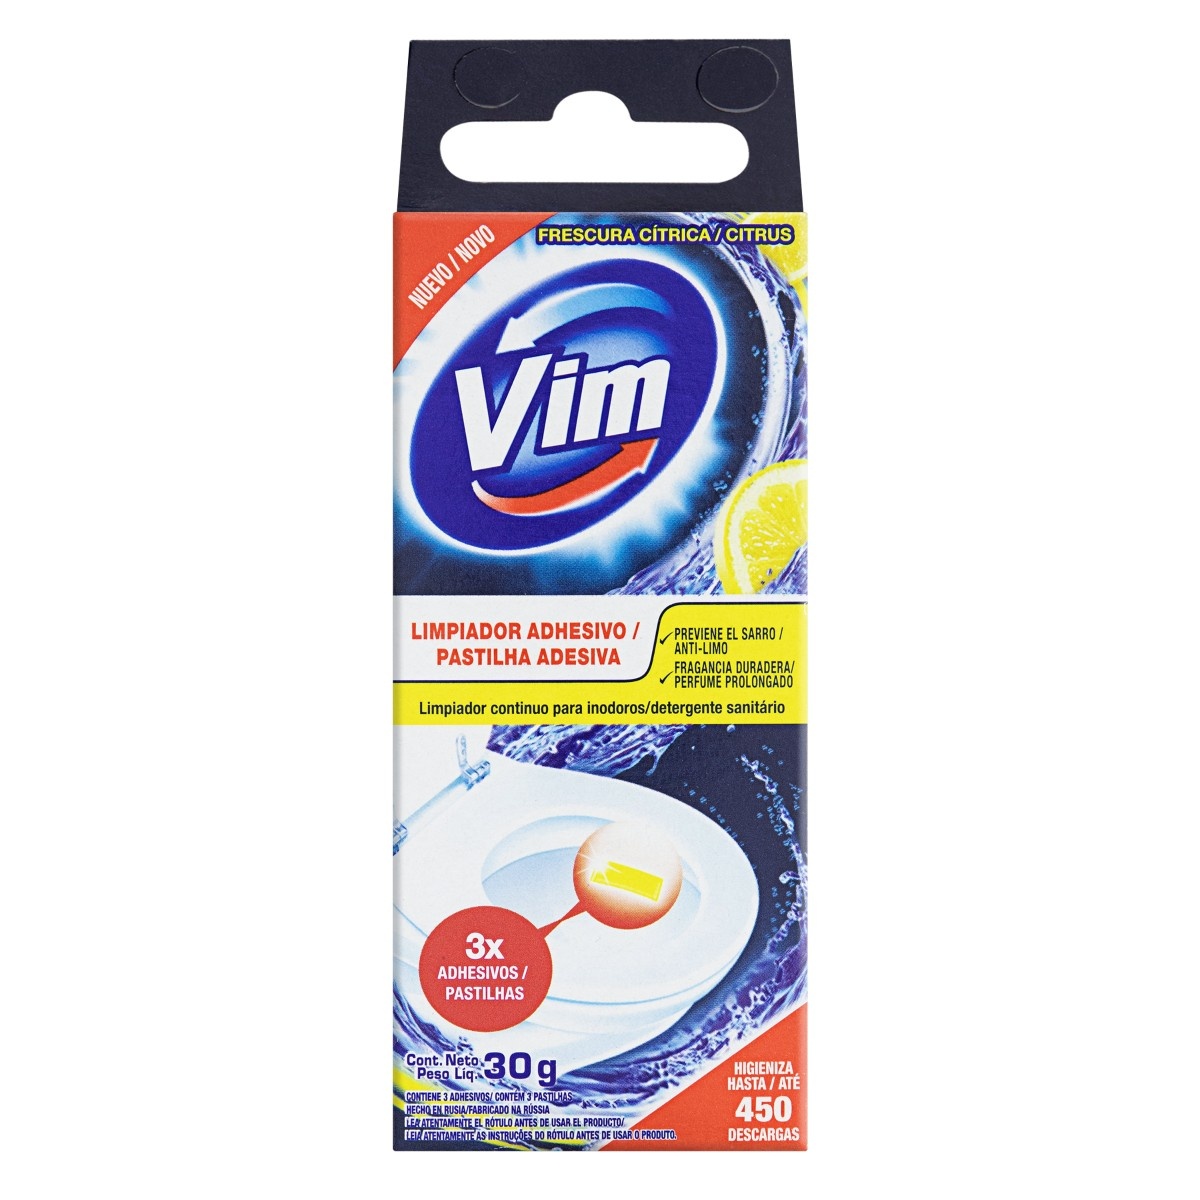 NUEVO / NOVO
FRESCURA CÍTRICA / CITRUS
Vim
LIMPIADOR ADHESIVO /
PASTILHA ADESIVA
PREVIENE EL SARRO /
ANTI-LIMO
FRAGANCIA DURADERA/
PERFUME PROLONGADO
Limpiador continuo para inodoros/detergente sanitário
3x
ADHESIVOS /
PASTILHAS
Cont. Neto
Peso Líq. 30 g
CONTIENE 3 ADHESIVOS/ CONTÉM 3 PASTILHAS
HECHO EN RUSIA/FABRICADO NA RÚSSIA
LEA ATENTAMENTE EL RÓTULO ANTES DE USAR EL PRODUCTO/
LEIA ATENTAMENTE AS INSTRUÇÕES DO RÓTULO ANTES DE USAR O PRODUTO.
HIGIENIZA
HASTA / ATÉ
450
DESCARGAS